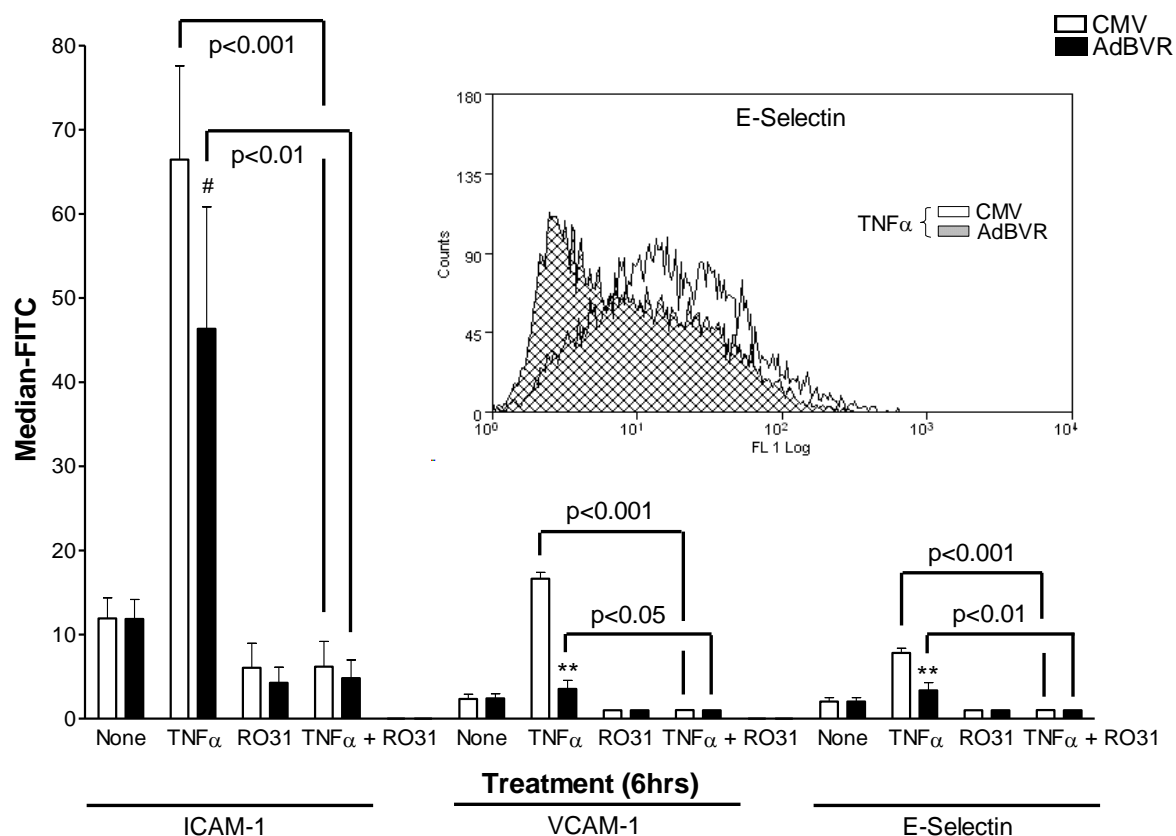 CMV
AdBVR
80
70
60
50
40
30
20
10
0
Median-FITC
p<0.001
p<0.01
#
180
135
90
45
0
Counts
E-Selectin
TNFα { CMV
AdBVR
10⁰ 10¹ 10² 10³ 10⁴
FL 1 Log
p<0.001
p<0.05
**
p<0.001
p<0.01
**
None TNFα RO31 TNFα + RO31 None TNFα RO31 TNFα + RO31 None TNFα RO31 TNFα + RO31
Treatment (6hrs)
ICAM-1 VCAM-1 E-Selectin